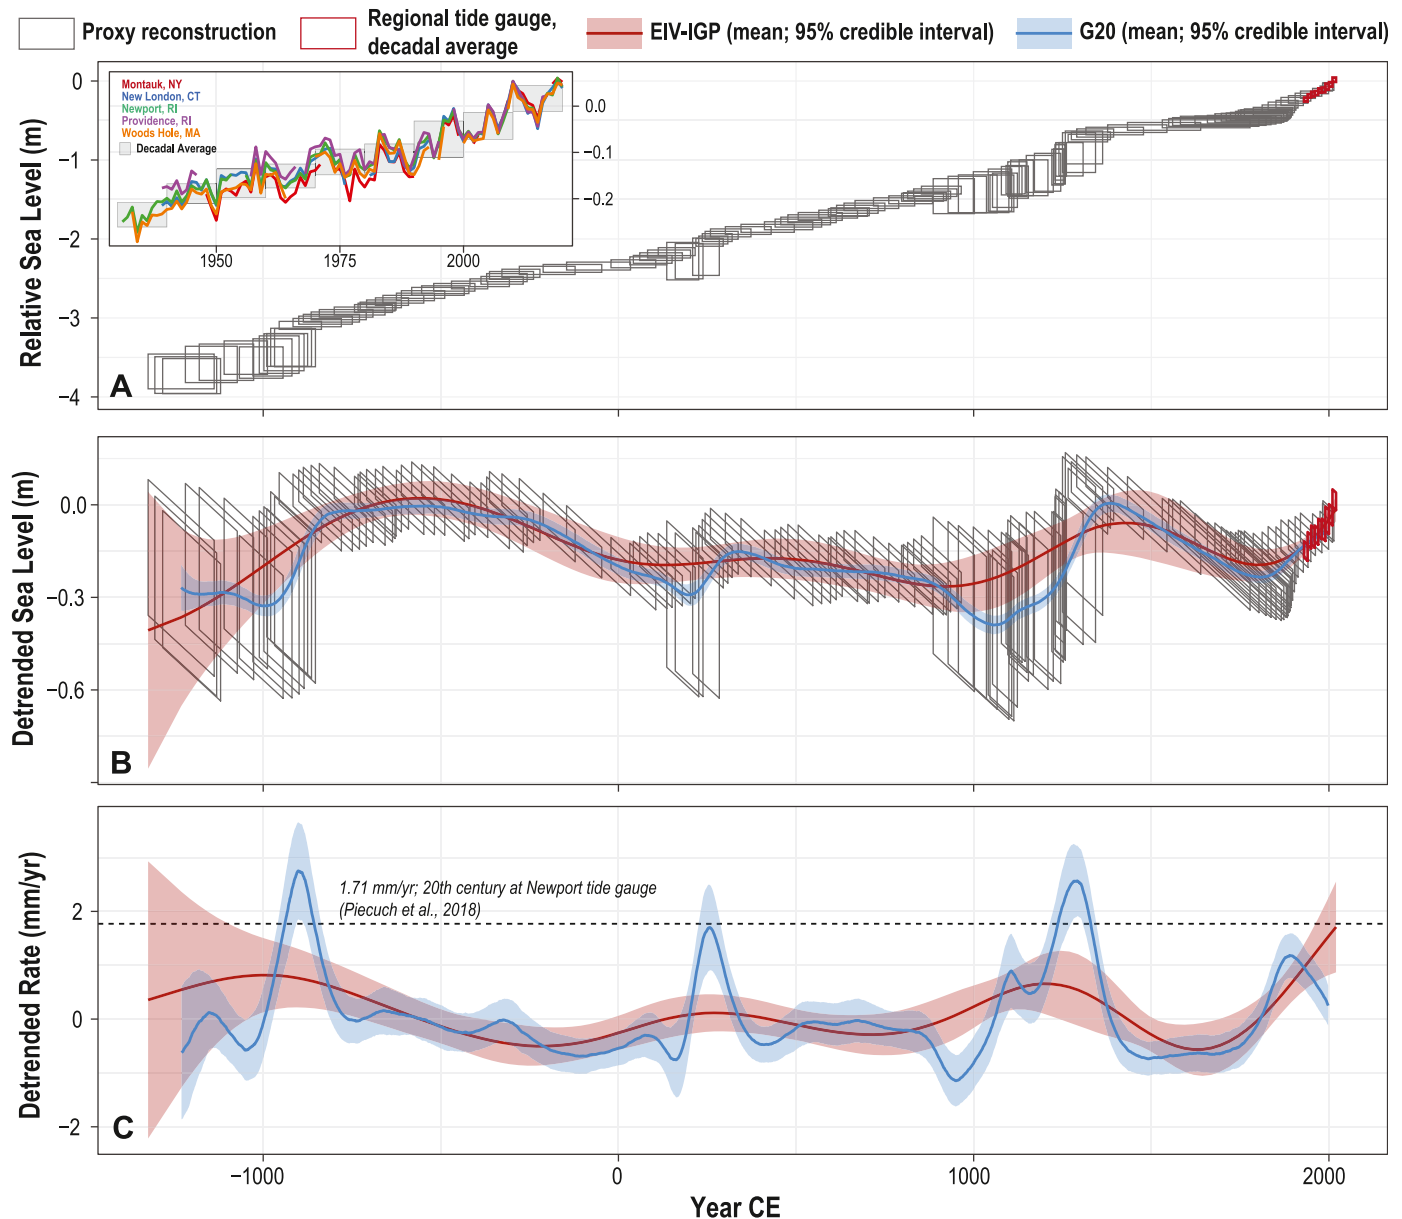 Proxy reconstruction
Regional tide gauge,
decadal average
EIV-IGP (mean; 95% credible interval)
G20 (mean; 95% credible interval)
Relative Sea Level (m)
0
−1
−2
−3
−4
Montauk, NY
New London, CT
Newport, RI
Providence, RI
Woods Hole, MA
Decadal Average
0.0
−0.1
−0.2
1950
1975
2000
A
Detrended Sea Level (m)
0.0
−0.3
−0.6
B
Detrended Rate (mm/yr)
2
0
−2
1.71 mm/yr; 20th century at Newport tide gauge
(Piecuch et al., 2018)
C
−1000
0
1000
2000
Year CE